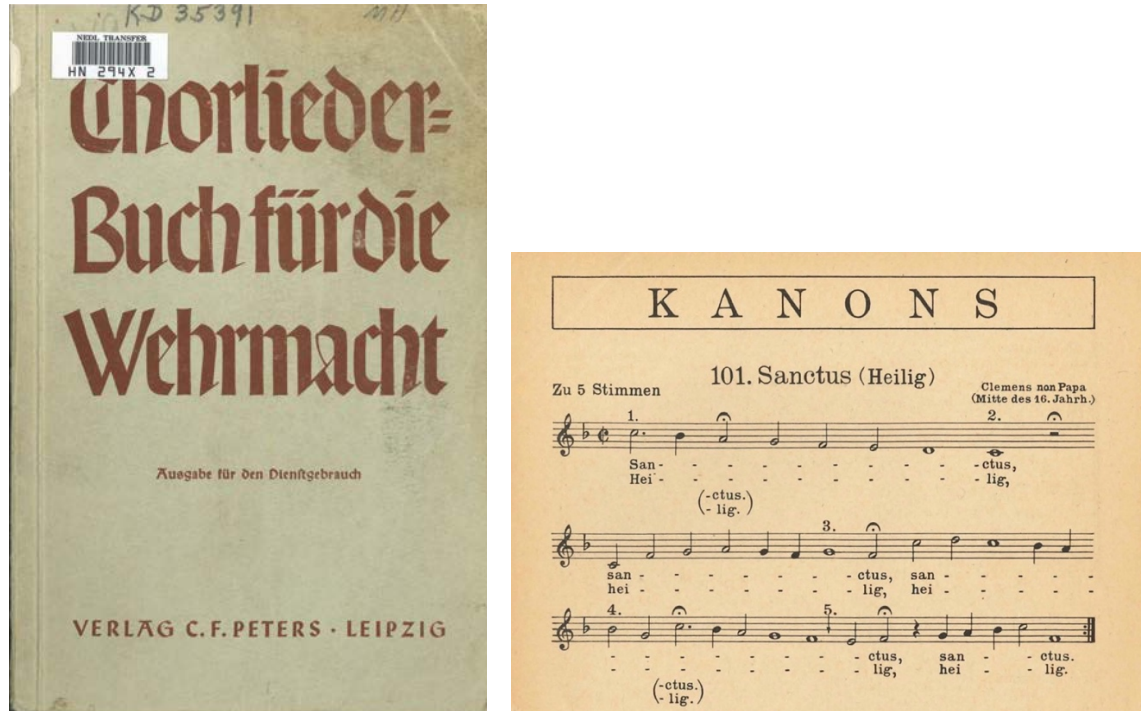 KD 35391
NEDL TRANSFER
HN 294X 2
Chorlieder-
Buch für die
Wehrmacht
Ausgabe für den Dienstgebrauch
VERLAG C. F. PETERS · LEIPZIG
KANONS
101. Sanctus (Heilig)
Zu 5 Stimmen
Clemens non Papa
(Mitte des 16. Jahrh.)
1. 2.
San - - - - - - - - - - ctus,
Hei - - - - - - - - - - lig,
(-ctus.)
(- lig.)
3.
san - - - - - - - ctus, san - - - - -
hei - - - - - - - lig, hei - - - - -
4. 5.
- - - - - - - - ctus, san - - ctus.
- - - - - - - - lig, hei - - lig.
(-ctus.)
(- lig.)